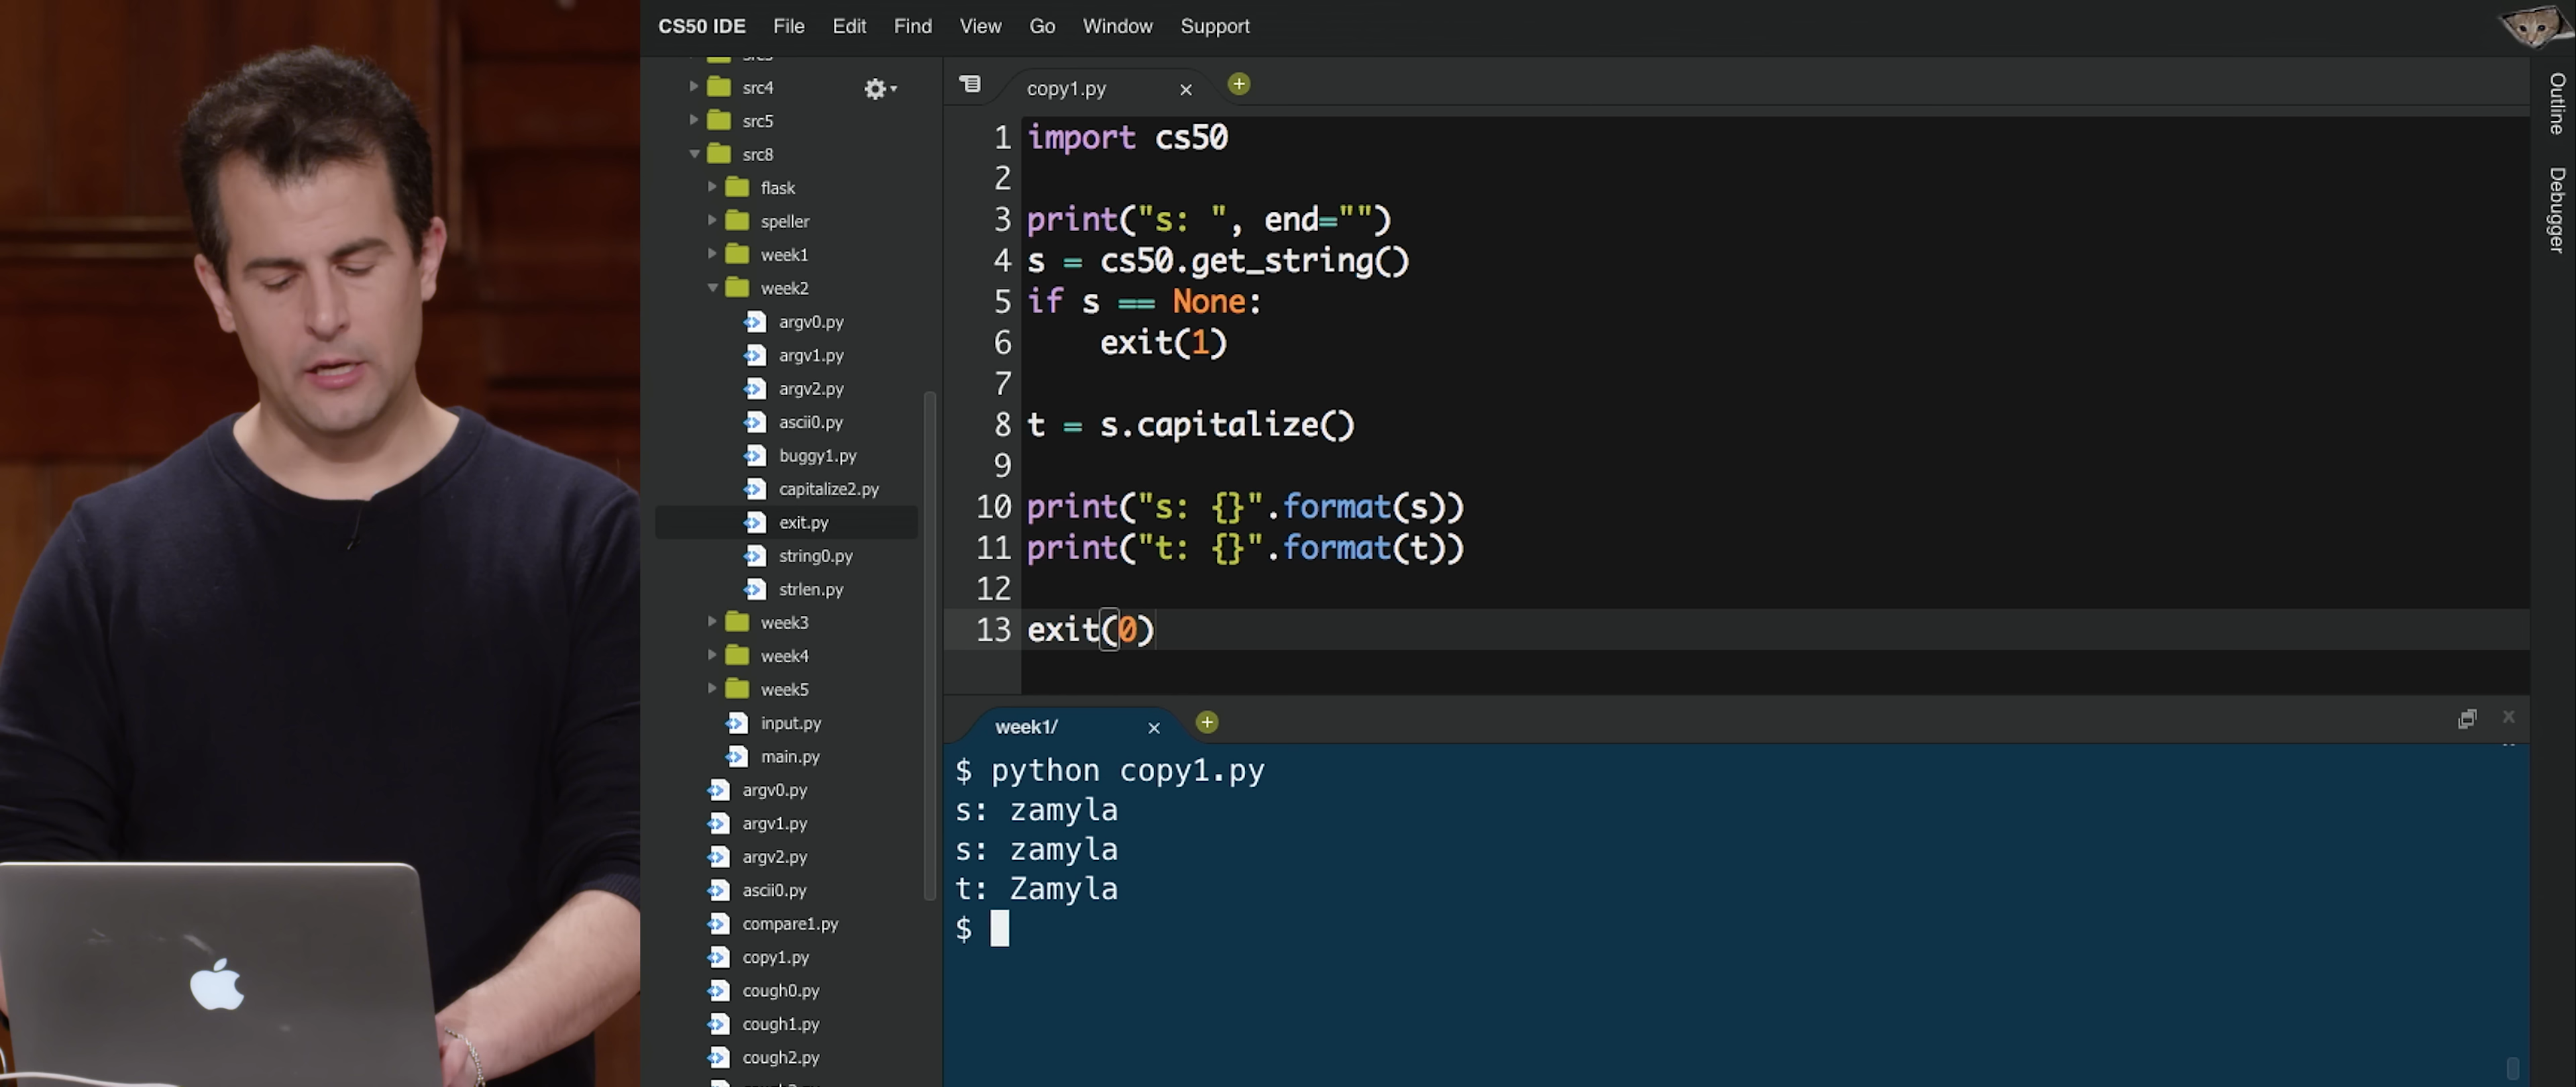 CS50 IDE File Edit Find View Go Window Support
src4
src5
src8
flask
speller
week1
week2
argv0.py
argv1.py
argv2.py
ascii0.py
buggy1.py
capitalize2.py
exit.py
string0.py
strlen.py
week3
week4
week5
input.py
main.py
argv0.py
argv1.py
argv2.py
ascii0.py
compare1.py
copy1.py
cough0.py
cough1.py
cough2.py
copy1.py
1 import cs50
2
3 print("s: ", end="")
4 s = cs50.get_string()
5 if s == None:
6     exit(1)
7
8 t = s.capitalize()
9
10 print("s: {}".format(s))
11 print("t: {}".format(t))
12
13 exit(0)
week1/
$ python copy1.py
s: zamyla
s: zamyla
t: Zamyla
$
Outline
Debugger